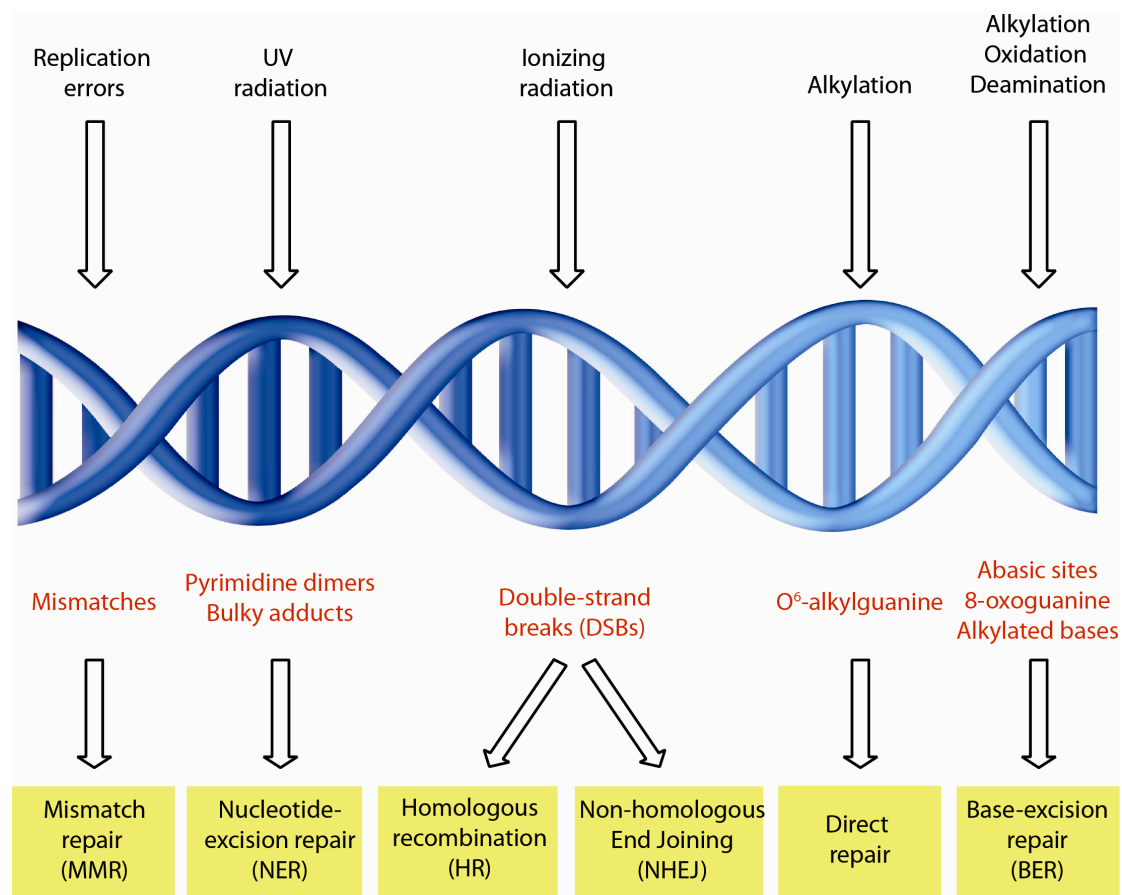 Replication
errors
UV
radiation
Ionizing
radiation
Alkylation
Alkylation
Oxidation
Deamination
Mismatches
Pyrimidine dimers
Bulky adducts
Double-strand
breaks (DSBs)
O⁶-alkylguanine
Abasic sites
8-oxoguanine
Alkylated bases
Mismatch
repair
(MMR)
Nucleotide-
excision repair
(NER)
Homologous
recombination
(HR)
Non-homologous
End Joining
(NHEJ)
Direct
repair
Base-excision
repair
(BER)